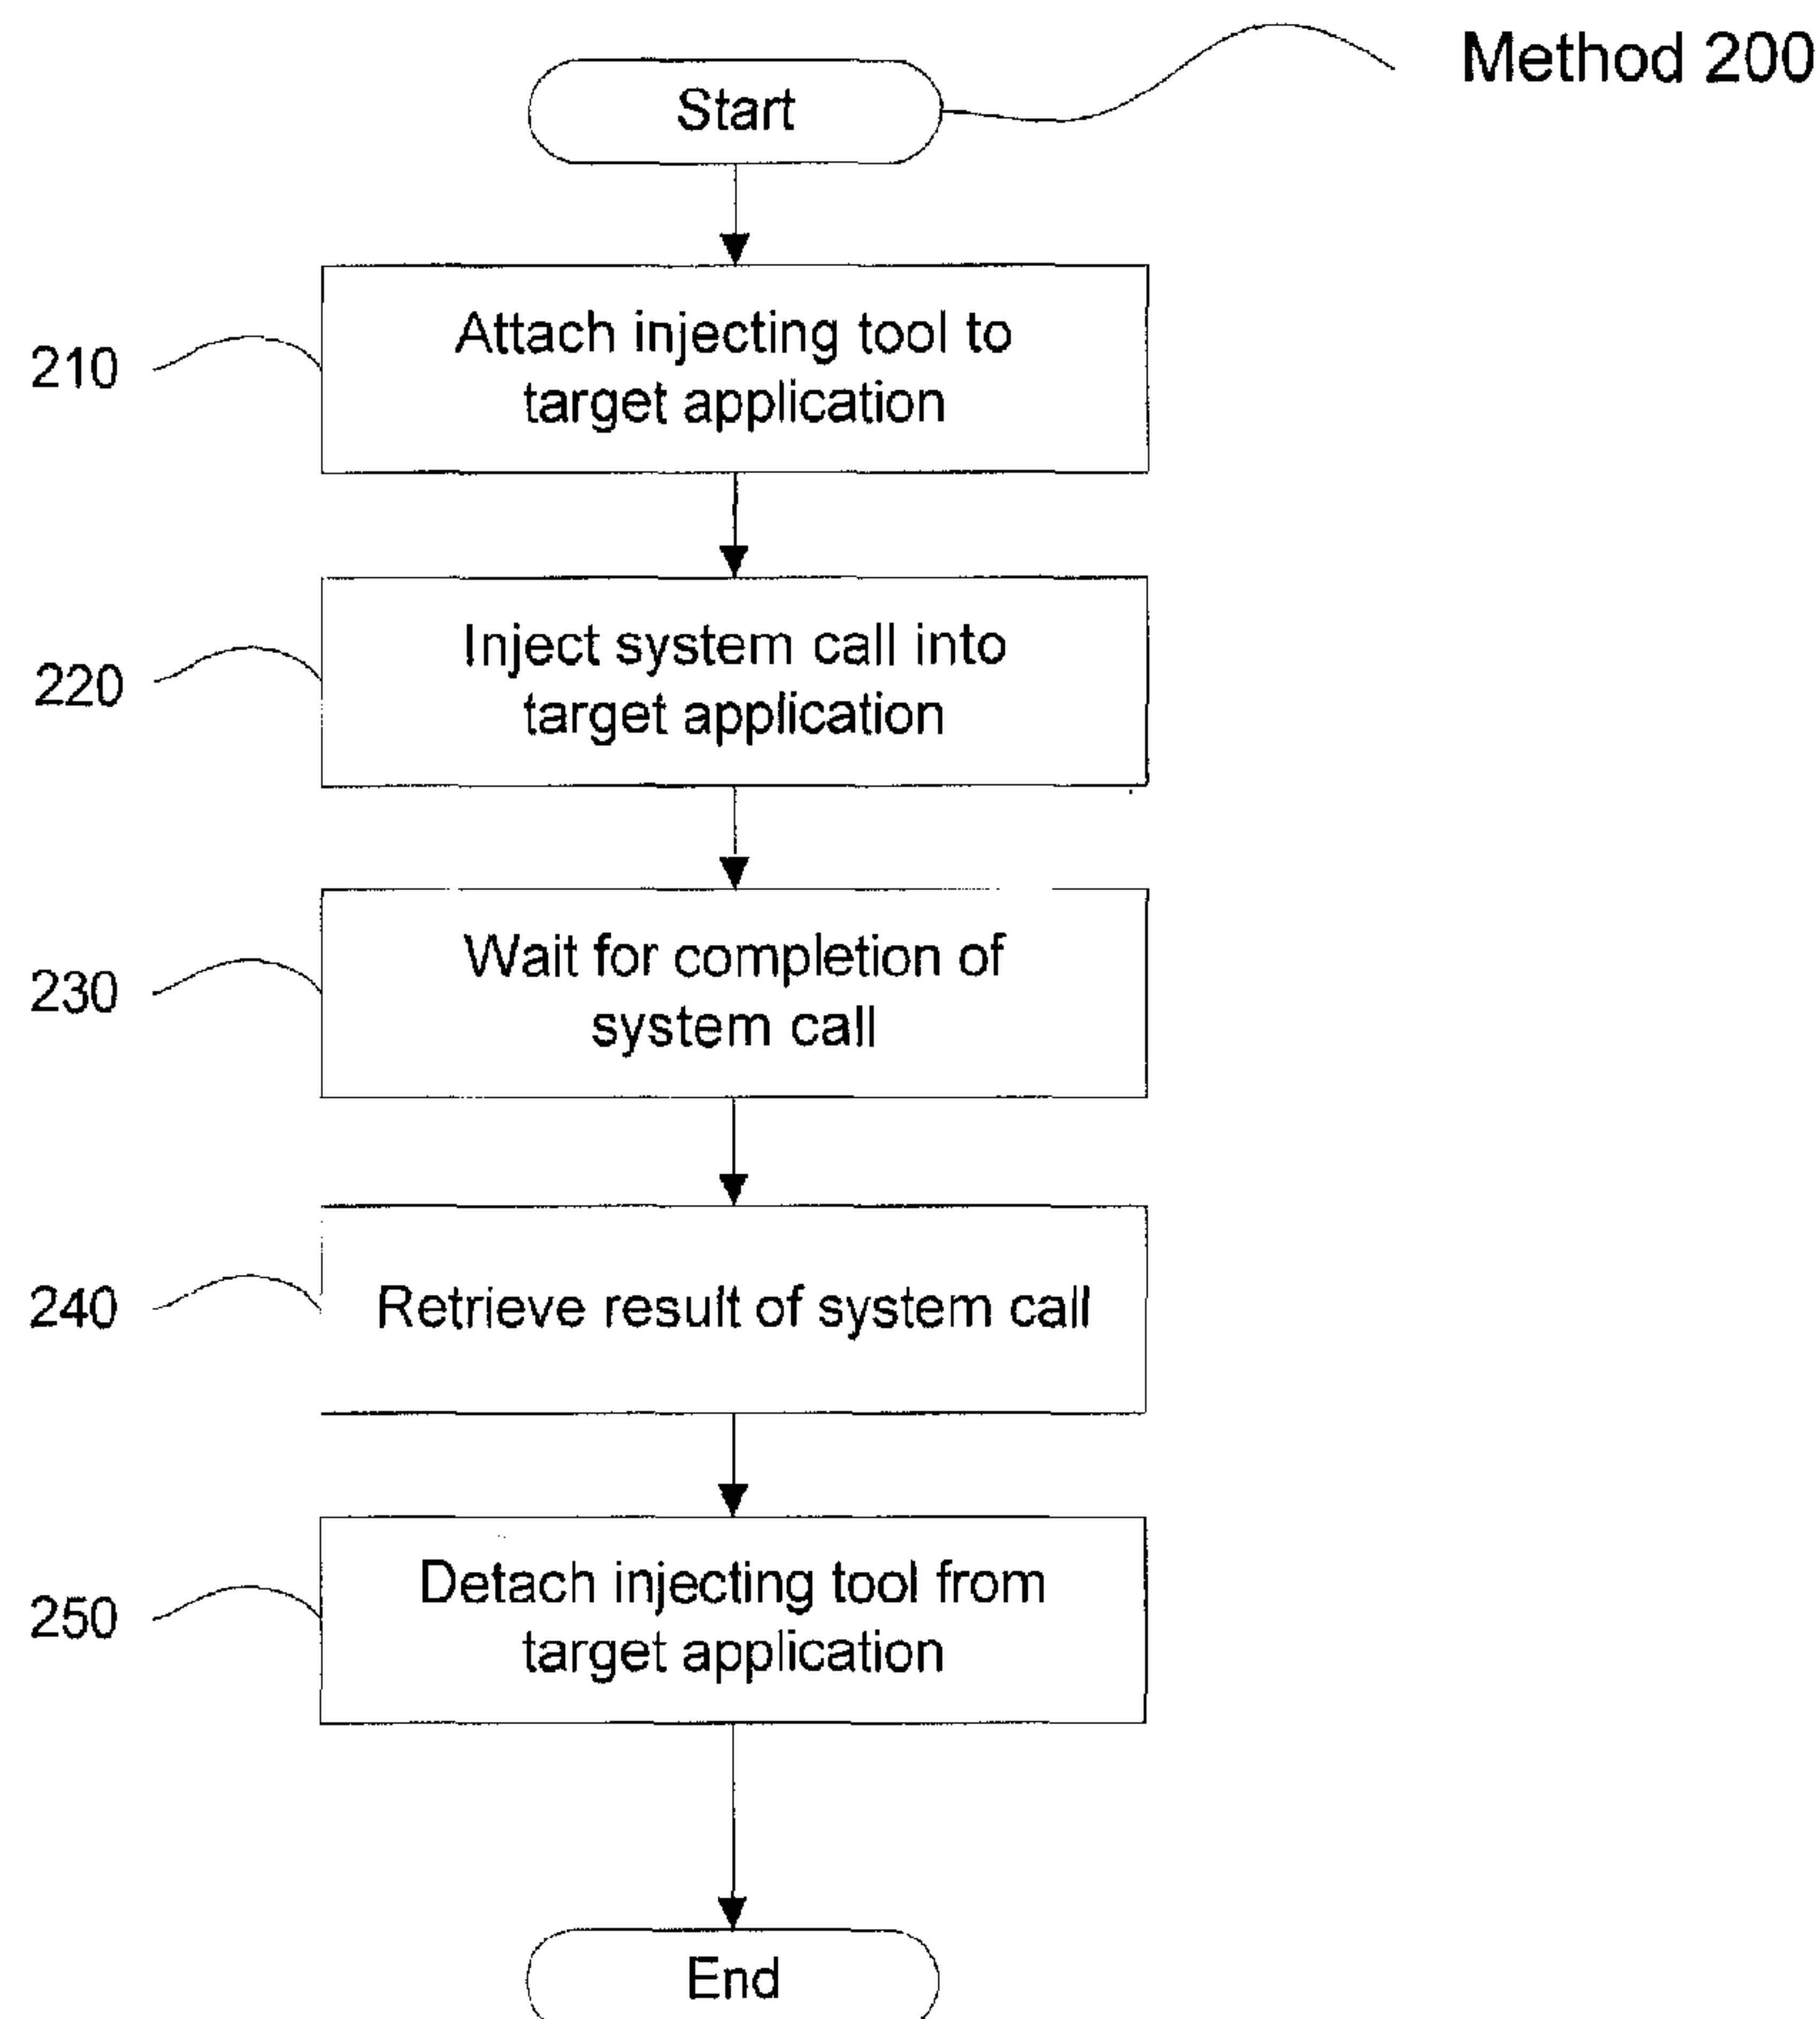 Method 200
Start
210
Attach injecting tool to
target application
220
Inject system call into
target application
230
Wait for completion of
system call
240
Retrieve result of system call
250
Detach injecting tool from
target application
End